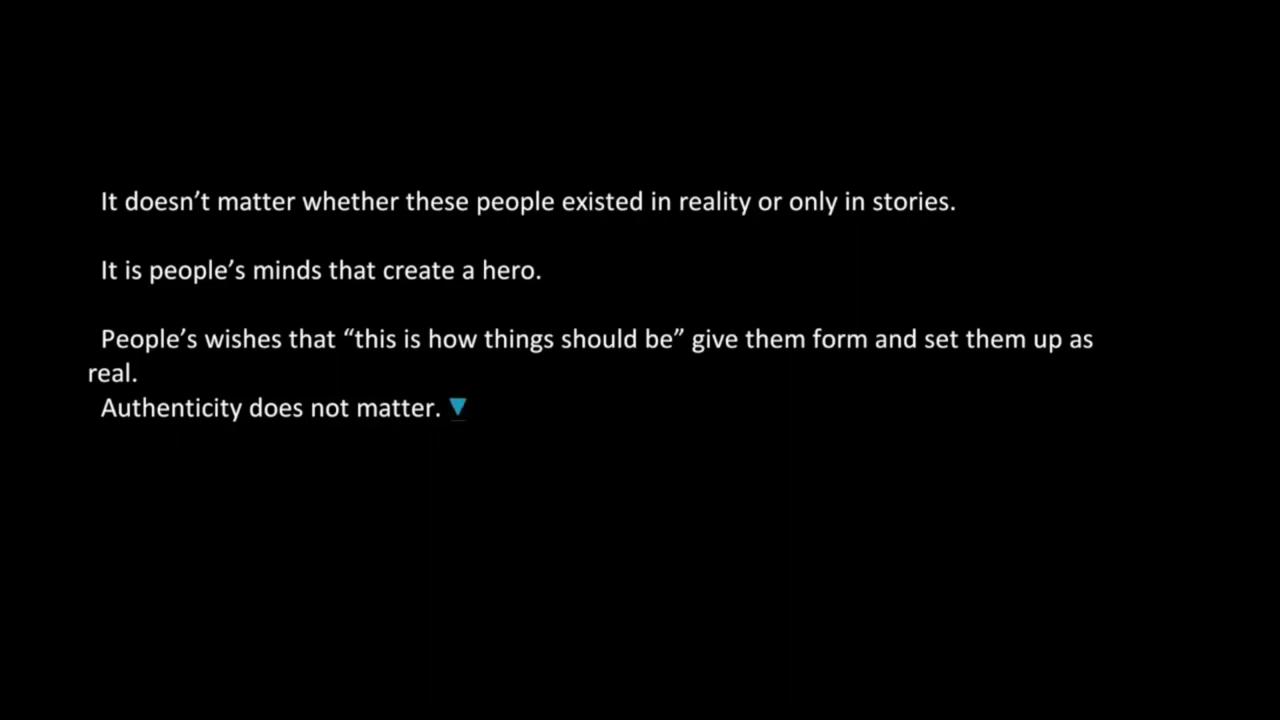 It doesn’t matter whether these people existed in reality or only in stories.
It is people’s minds that create a hero.
People’s wishes that “this is how things should be” give them form and set them up as
real.
Authenticity does not matter.